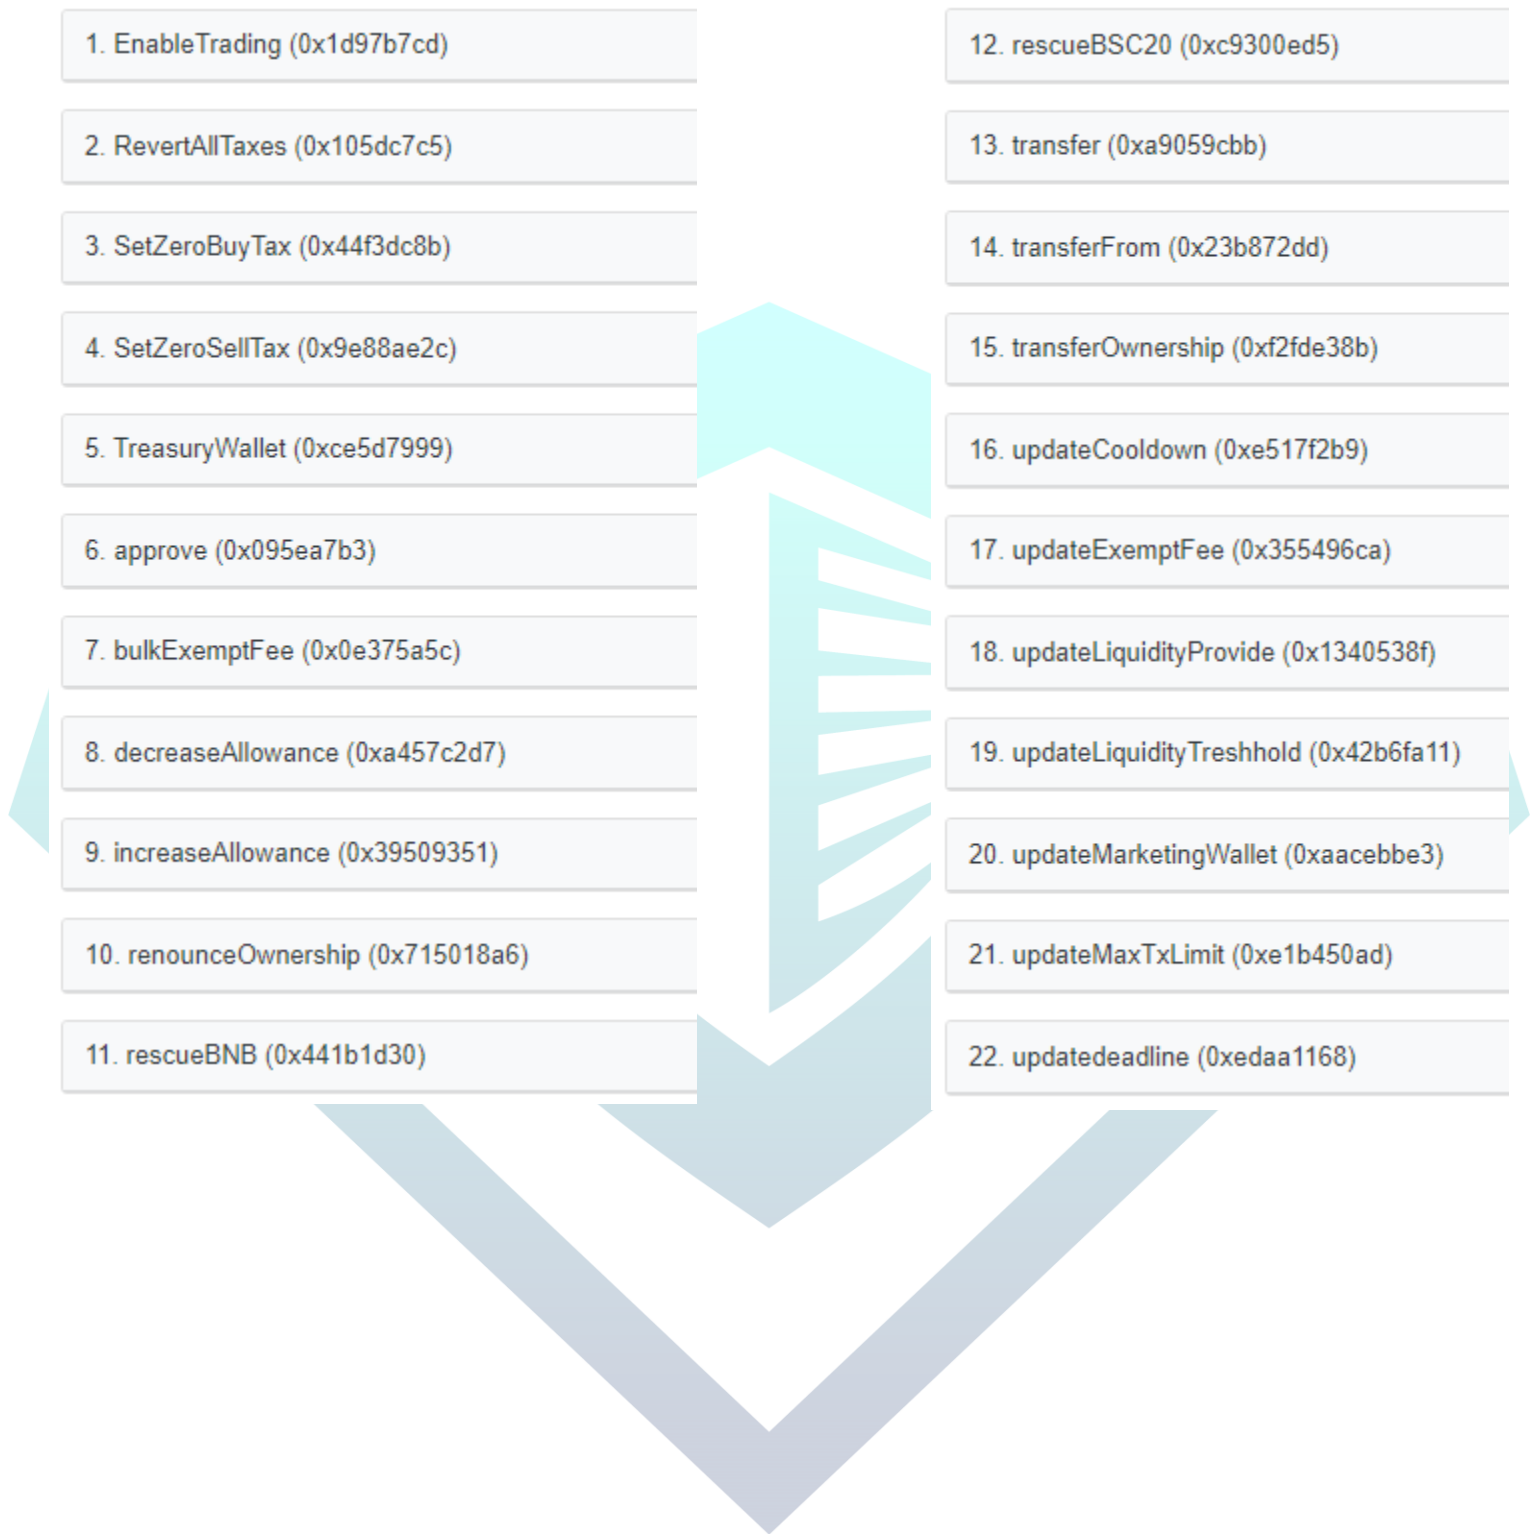 1. EnableTrading (0x1d97b7cd)
2. RevertAllTaxes (0x105dc7c5)
3. SetZeroBuyTax (0x44f3dc8b)
4. SetZeroSellTax (0x9e88ae2c)
5. TreasuryWallet (0xce5d7999)
6. approve (0x095ea7b3)
7. bulkExemptFee (0x0e375a5c)
8. decreaseAllowance (0xa457c2d7)
9. increaseAllowance (0x39509351)
10. renounceOwnership (0x715018a6)
11. rescueBNB (0x441b1d30)
12. rescueBSC20 (0xc9300ed5)
13. transfer (0xa9059cbb)
14. transferFrom (0x23b872dd)
15. transferOwnership (0xf2fde38b)
16. updateCooldown (0xe517f2b9)
17. updateExemptFee (0x355496ca)
18. updateLiquidityProvide (0x1340538f)
19. updateLiquidityTreshhold (0x42b6fa11)
20. updateMarketingWallet (0xaacebbe3)
21. updateMaxTxLimit (0xe1b450ad)
22. updatedeadline (0xedaa1168)